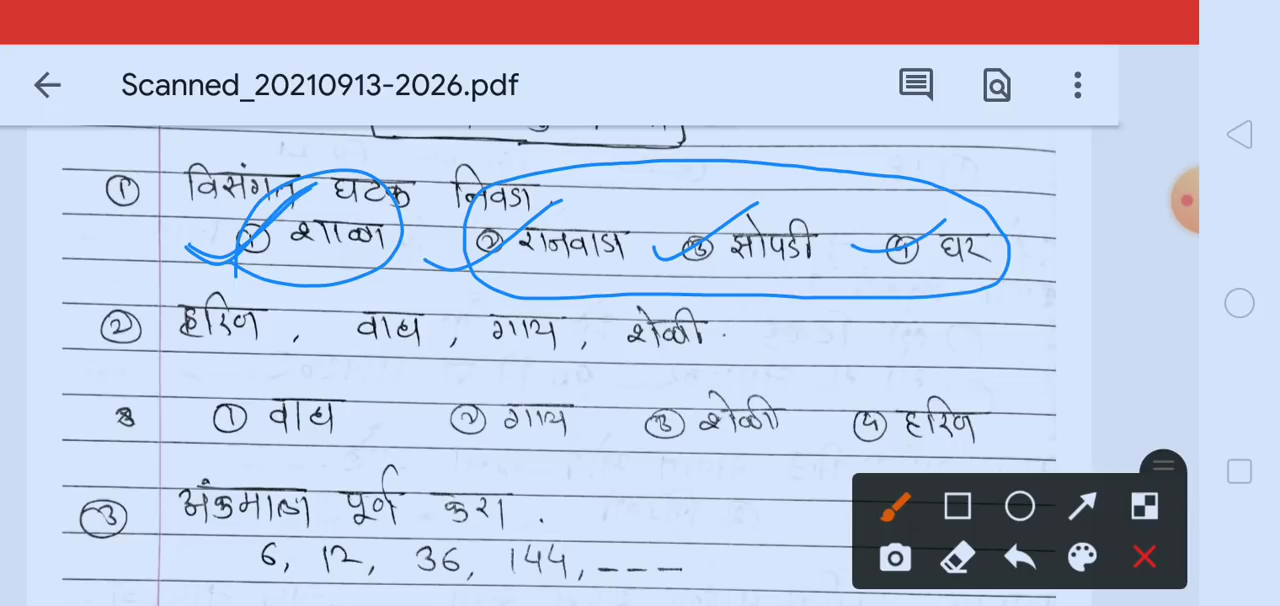 Scanned_20210913-2026.pdf
① विसंगत घटक निवडा.
① शाळा ② रानवाडा ③ झोपडी ④ घर
② हरिण, वाघ, गाय, शेळी.
① वाघ ② गाय ③ शेळी ④ हरिण
③ अंकमाला पूर्ण करा.
6, 12, 36, 144, ---